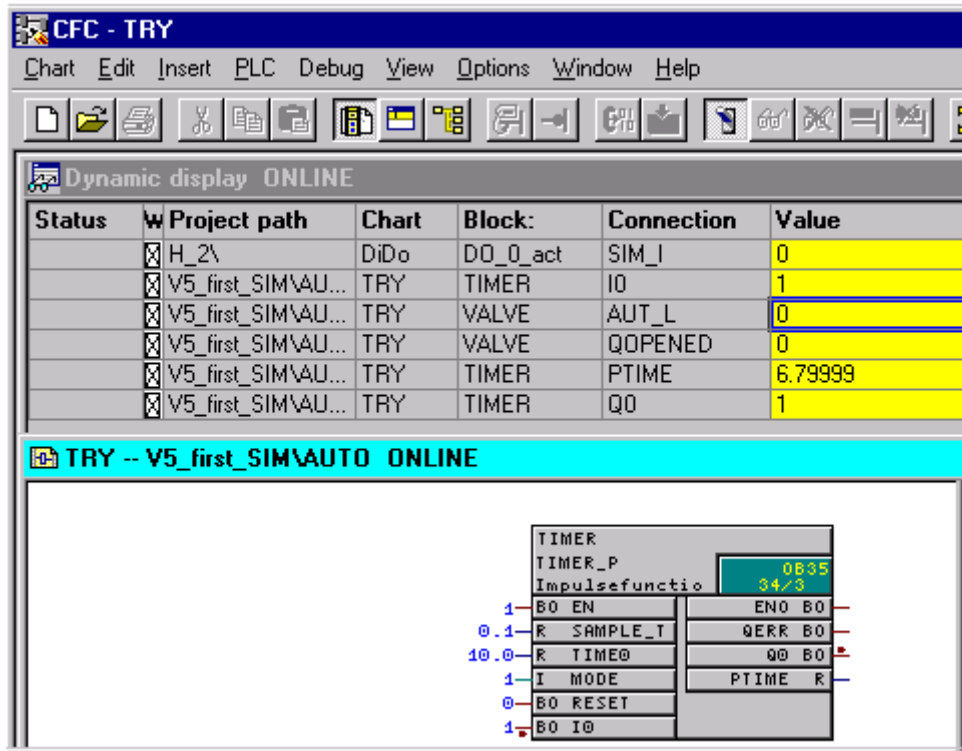 CFC - TRY
Chart Edit Insert PLC Debug View Options Window Help
Dynamic display ONLINE
Status W Project path Chart Block: Connection Value
H_2\ DiDo DO_0_act SIM_I 0
V5_first_SIM\AU... TRY TIMER I0 1
V5_first_SIM\AU... TRY VALVE AUT_L 0
V5_first_SIM\AU... TRY VALVE QOPENED 0
V5_first_SIM\AU... TRY TIMER PTIME 6.79999
V5_first_SIM\AU... TRY TIMER Q0 1
TRY -- V5_first_SIM\AUTO ONLINE
TIMER
TIMER_P OB35
Impulsefunctio 34/3
1 BO EN ENO BO
0.1 R SAMPLE_T QERR BO
10.0 R TIME0 Q0 BO
1 I MODE PTIME R
0 BO RESET
1 BO I0